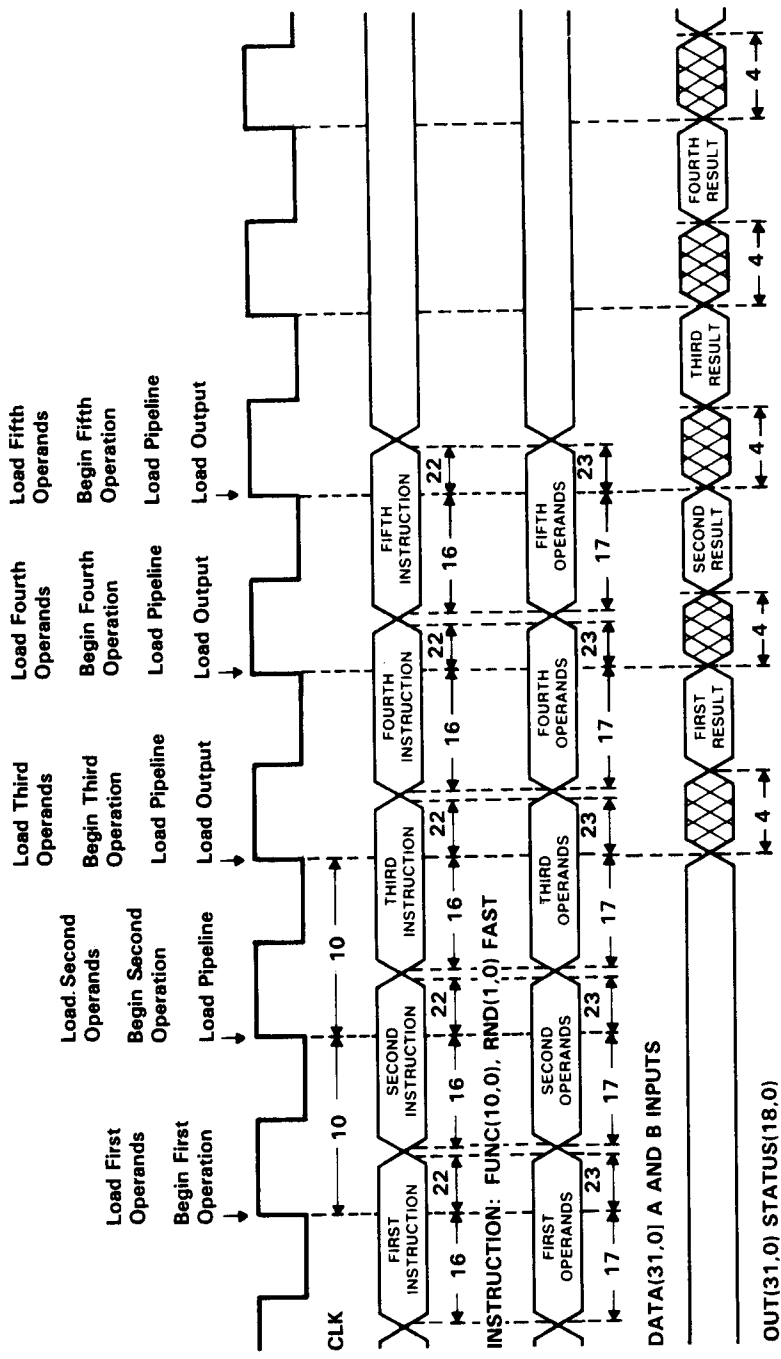 Load First
Operands
Begin First
Operation
Load.Second
Operands
Begin Second
Operation
Load Pipeline
Load Third
Operands
Begin Third
Operation
Load Pipeline
Load Output
Load Fourth
Operands
Begin Fourth
Operation
Load Pipeline
Load Output
Load Fifth
Operands
Begin Fifth
Operation
Load Pipeline
Load Output
CLK
10
10
FIRST
INSTRUCTION
SECOND
INSTRUCTION
THIRD
INSTRUCTION
FOURTH
INSTRUCTION
FIFTH
INSTRUCTION
16
22
16
22
16
22
16
22
16
22
INSTRUCTION: FUNC(10,0), RND(1,0) FAST
FIRST
OPERANDS
SECOND
OPERANDS
THIRD
OPERANDS
FOURTH
OPERANDS
FIFTH
OPERANDS
17
23
17
23
17
23
17
23
17
23
DATA(31,0) A AND B INPUTS
FIRST
RESULT
SECOND
RESULT
THIRD
RESULT
FOURTH
RESULT
4
4
4
4
4
OUT(31,0) STATUS(18,0)